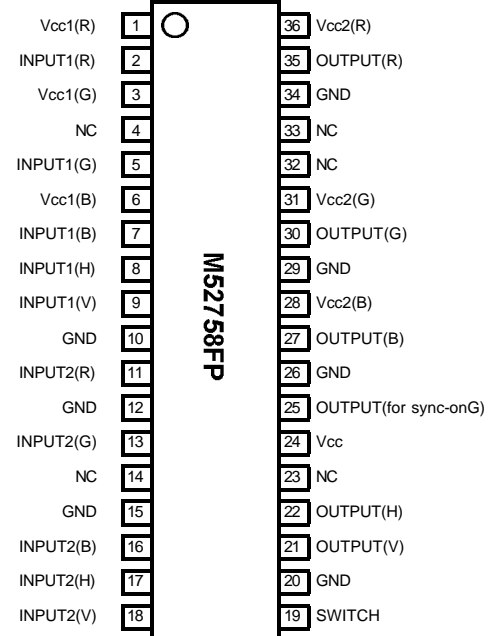 Vcc1(R) 1 36 Vcc2(R)
INPUT1(R) 2 35 OUTPUT(R)
Vcc1(G) 3 34 GND
NC 4 33 NC
INPUT1(G) 5 32 NC
Vcc1(B) 6 31 Vcc2(G)
INPUT1(B) 7 30 OUTPUT(G)
INPUT1(H) 8 29 GND
INPUT1(V) 9 28 Vcc2(B)
GND 10 27 OUTPUT(B)
INPUT2(R) 11 26 GND
GND 12 25 OUTPUT(for sync-onG)
INPUT2(G) 13 24 Vcc
NC 14 23 NC
GND 15 22 OUTPUT(H)
INPUT2(B) 16 21 OUTPUT(V)
INPUT2(H) 17 20 GND
INPUT2(V) 18 19 SWITCH
M52758FP